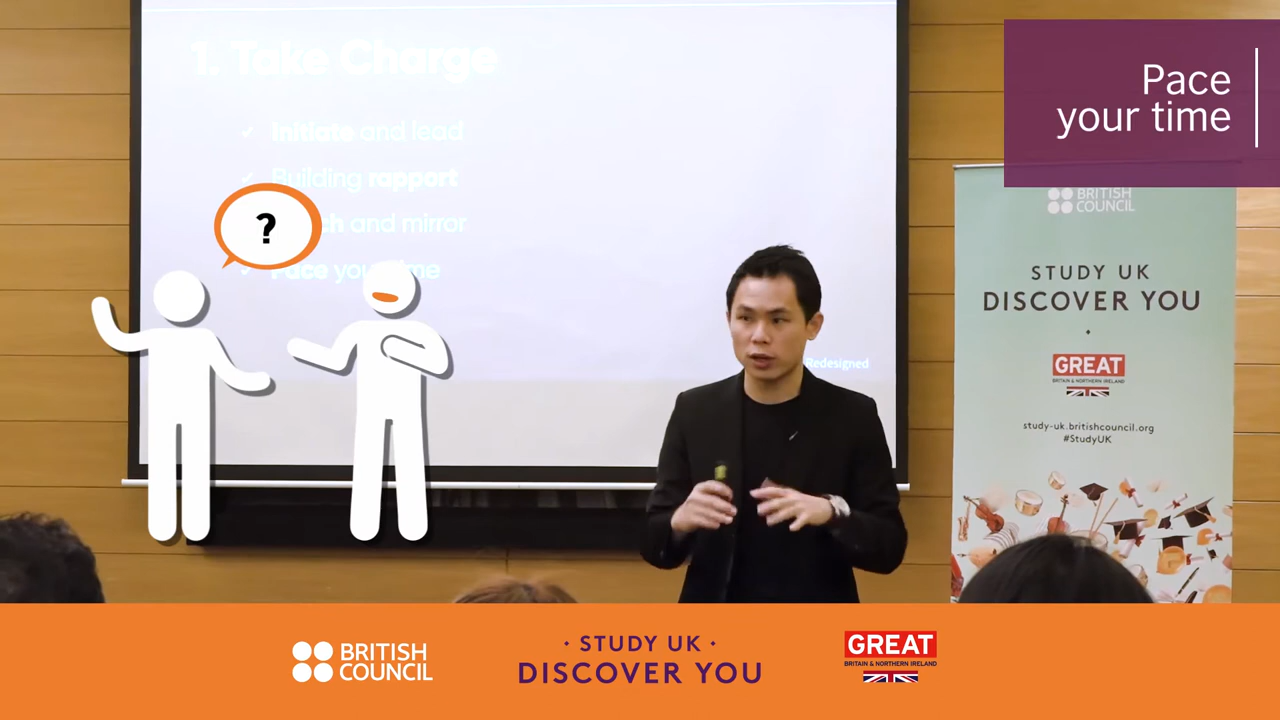 1. Take Charge
✓ Initiate and lead
✓ Building rapport
and mirror
✓ Pace your time
?
Redesigned
Pace
your time
BRITISH
COUNCIL
STUDY UK
DISCOVER YOU
GREAT
BRITAIN & NORTHERN IRELAND
study-uk.britishcouncil.org
#StudyUK
BRITISH
COUNCIL
· STUDY UK ·
DISCOVER YOU
GREAT
BRITAIN & NORTHERN IRELAND